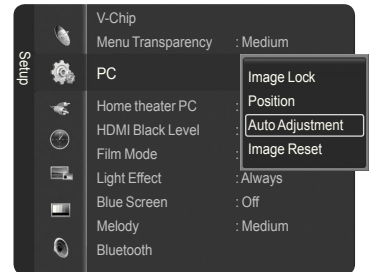 Setup
V-Chip
Menu Transparency : Medium
PC
Image Lock
Position
Auto Adjustment
Image Reset
Home theater PC :
HDMI Black Level :
Film Mode :
Light Effect : Always
Blue Screen : Off
Melody : Medium
Bluetooth